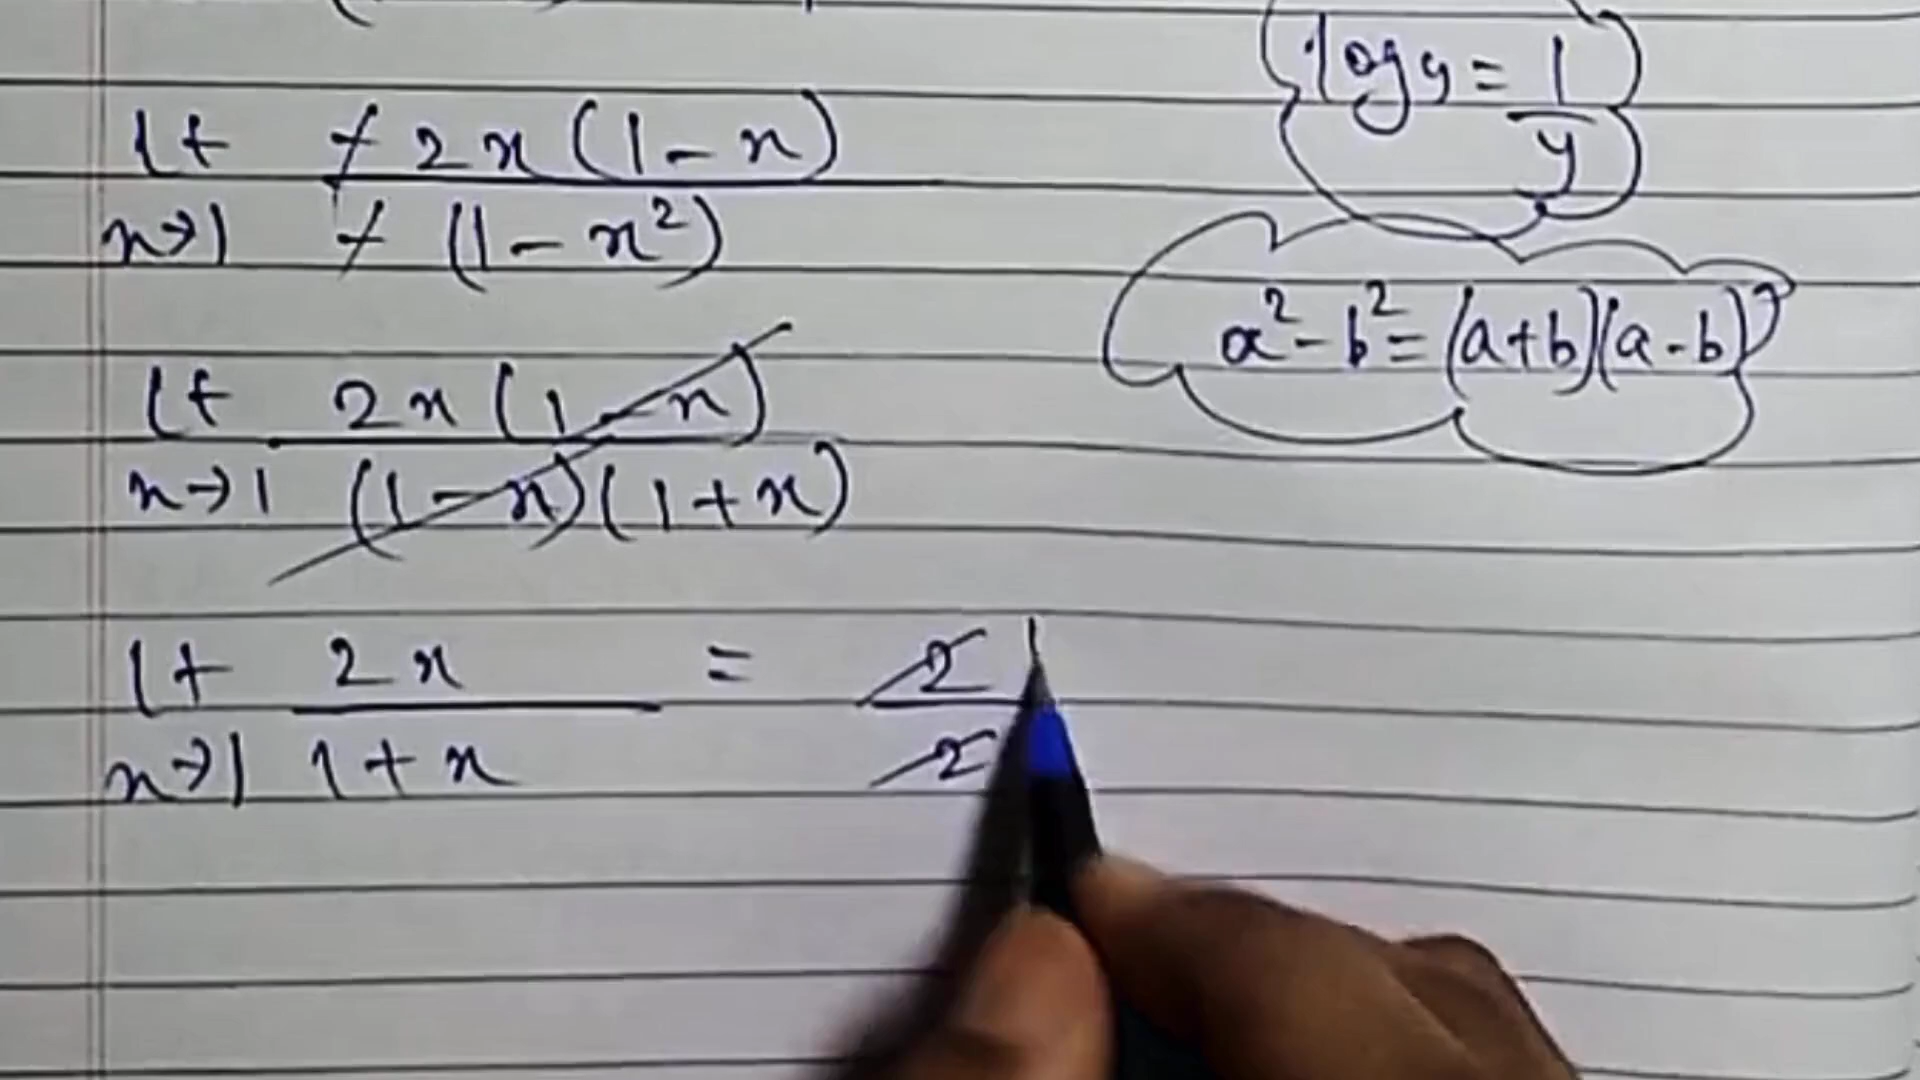 log y = 1/y
lt -2x(1-x)
x→1 -(1-x²)
a²-b²=(a+b)(a-b)
lt 2x(1-x)
x→1 (1-x)(1+x)
lt 2x = 2 1
x→1 1+x 2